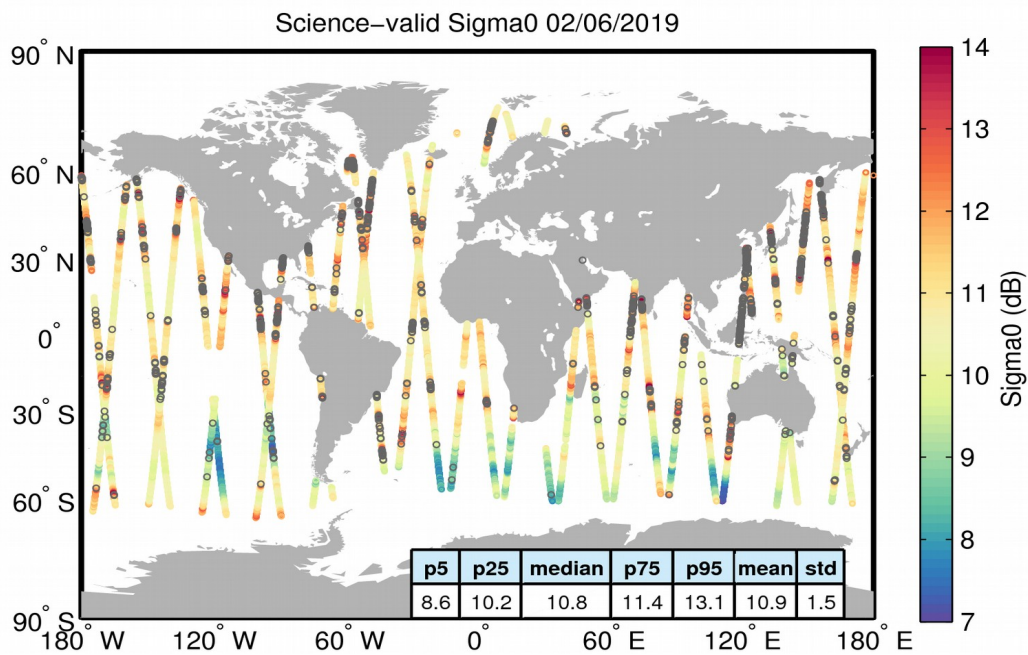 Science−valid Sigma0 02/06/2019
90° N
60° N
30° N
0°
30° S
60° S
90° S
180° W
120° W
60° W
0°
60° E
120° E
180° E
p5 p25 median p75 p95 mean std
8.6 10.2 10.8 11.4 13.1 10.9 1.5
14
13
12
11
10
9
8
7
Sigma0 (dB)